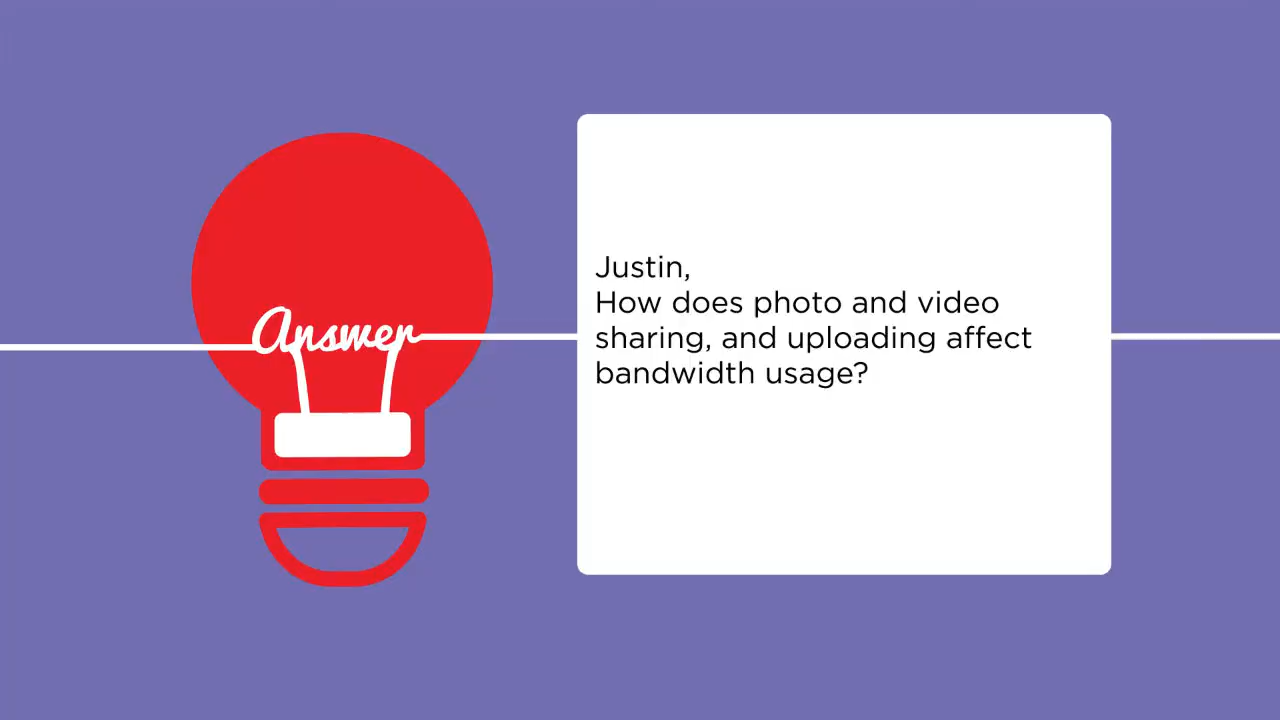 Answer
Justin,
How does photo and video
sharing, and uploading affect
bandwidth usage?